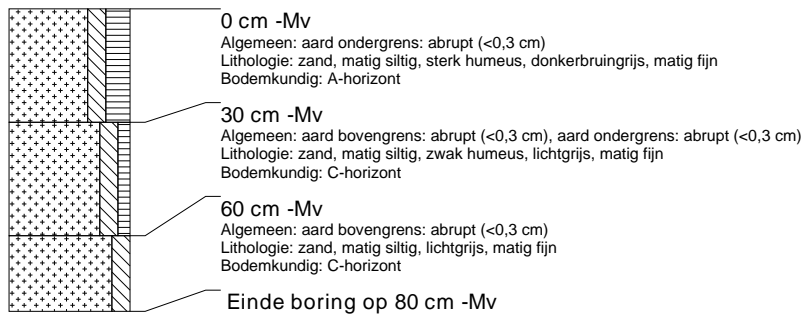 0 cm -Mv
Algemeen: aard ondergrens: abrupt (<0,3 cm)
Lithologie: zand, matig siltig, sterk humeus, donkerbruingrijs, matig fijn
Bodemkundig: A-horizont
30 cm -Mv
Algemeen: aard bovengrens: abrupt (<0,3 cm), aard ondergrens: abrupt (<0,3 cm)
Lithologie: zand, matig siltig, zwak humeus, lichtgrijs, matig fijn
Bodemkundig: C-horizont
60 cm -Mv
Algemeen: aard bovengrens: abrupt (<0,3 cm)
Lithologie: zand, matig siltig, lichtgrijs, matig fijn
Bodemkundig: C-horizont
Einde boring op 80 cm -Mv